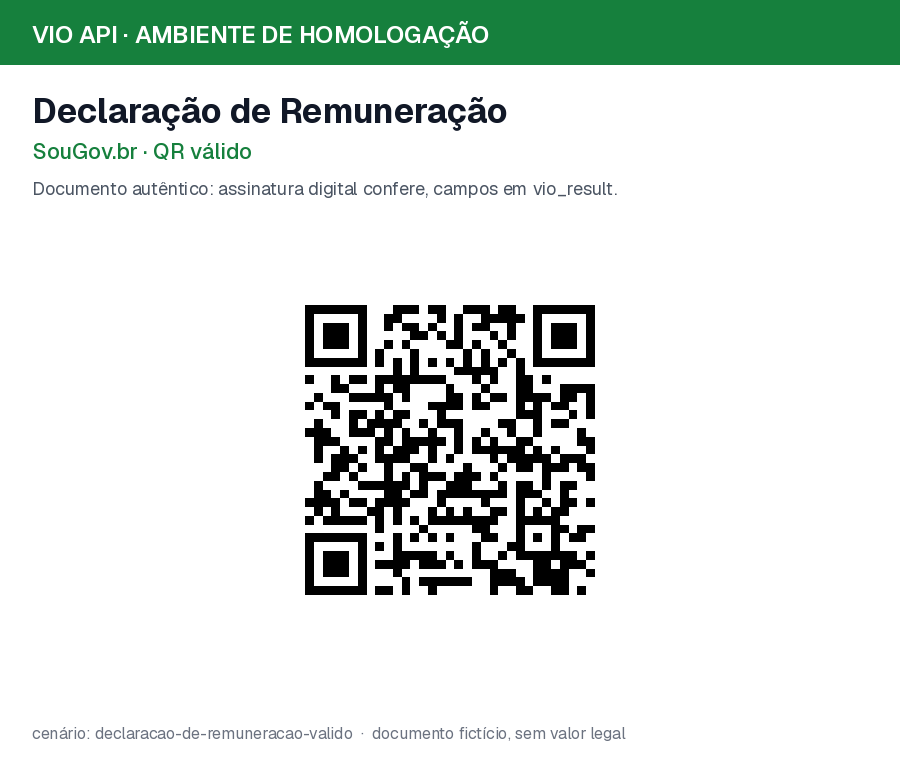 VIO API · AMBIENTE DE HOMOLOGAÇÃO
Declaração de Remuneração
SouGov.br · QR válido
Documento autêntico: assinatura digital confere, campos em vio_result.
cenário: declaracao-de-remuneracao-valido · documento fictício, sem valor legal